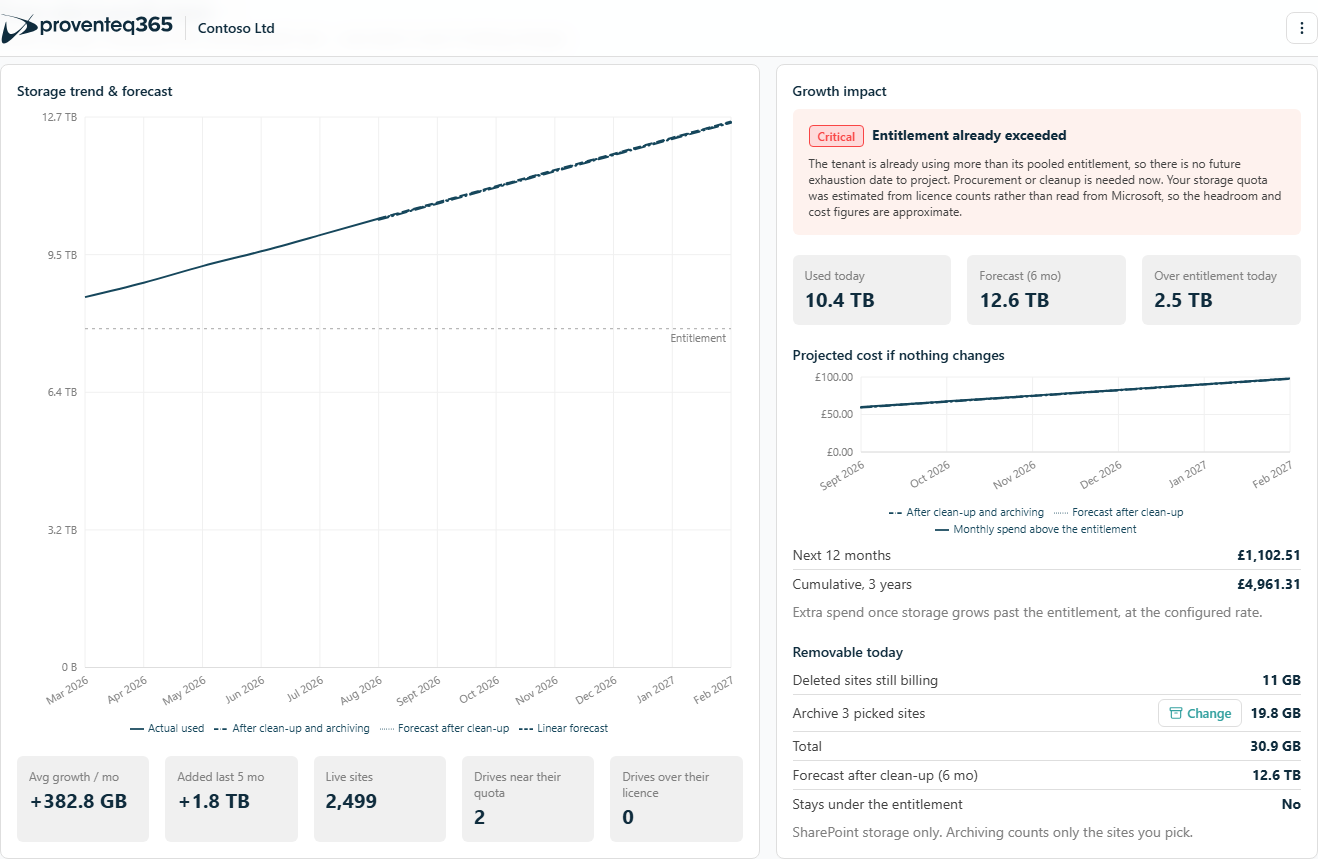 proventeq365
Contoso Ltd
Storage trend & forecast
12.7 TB
9.5 TB
6.4 TB
3.2 TB
0 B
Entitlement
Mar 2026
Apr 2026
May 2026
Jun 2026
Jul 2026
Aug 2026
Sept 2026
Oct 2026
Nov 2026
Dec 2026
Jan 2027
Feb 2027
Actual used
After clean-up and archiving
Forecast after clean-up
Linear forecast
Avg growth / mo
+382.8 GB
Added last 5 mo
+1.8 TB
Live sites
2,499
Drives near their
quota
2
Drives over their
licence
0
Growth impact
Critical
Entitlement already exceeded
The tenant is already using more than its pooled entitlement, so there is no future
exhaustion date to project. Procurement or cleanup is needed now. Your storage quota
was estimated from licence counts rather than read from Microsoft, so the headroom and
cost figures are approximate.
Used today
10.4 TB
Forecast (6 mo)
12.6 TB
Over entitlement today
2.5 TB
Projected cost if nothing changes
£100.00
£50.00
£0.00
Sept 2026
Oct 2026
Nov 2026
Dec 2026
Jan 2027
Feb 2027
After clean-up and archiving
Forecast after clean-up
Monthly spend above the entitlement
Next 12 months £1,102.51
Cumulative, 3 years £4,961.31
Extra spend once storage grows past the entitlement, at the configured rate.
Removable today
Deleted sites still billing 11 GB
Archive 3 picked sites Change 19.8 GB
Total 30.9 GB
Forecast after clean-up (6 mo) 12.6 TB
Stays under the entitlement No
SharePoint storage only. Archiving counts only the sites you pick.